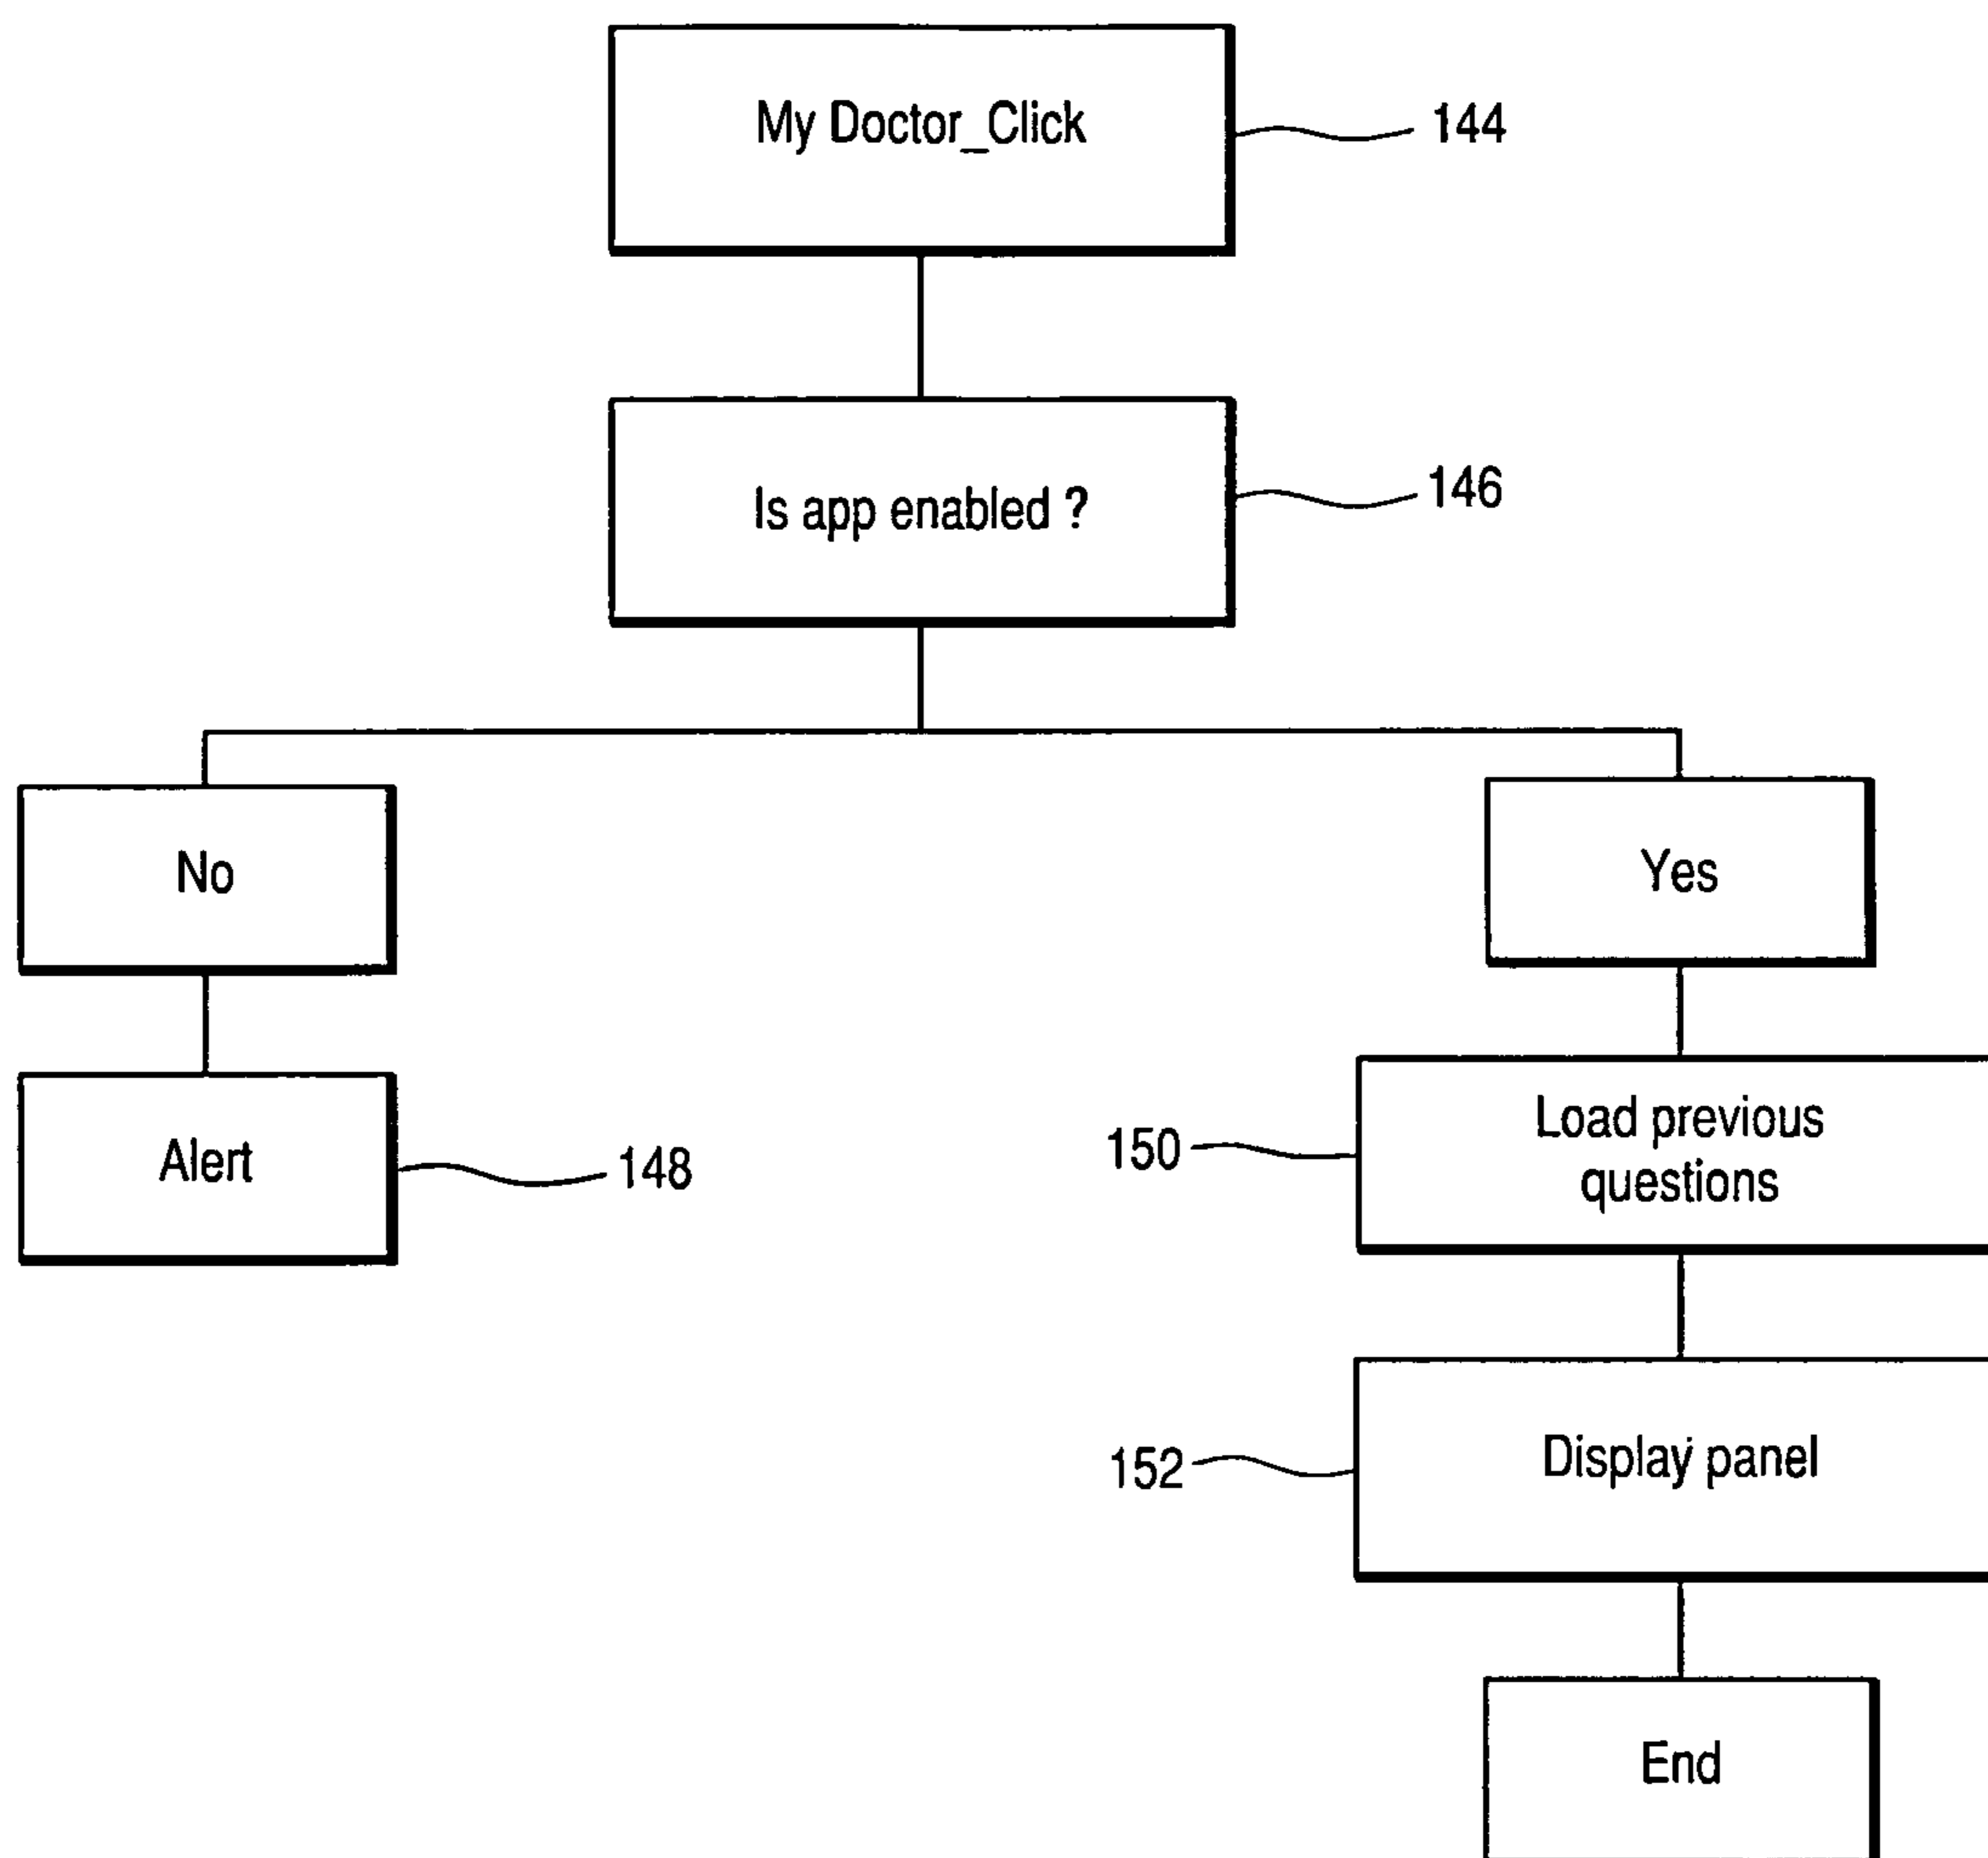 My Doctor_Click
144
Is app enabled ?
146
No
Yes
Alert
148
150
Load previous
questions
152
Display panel
End